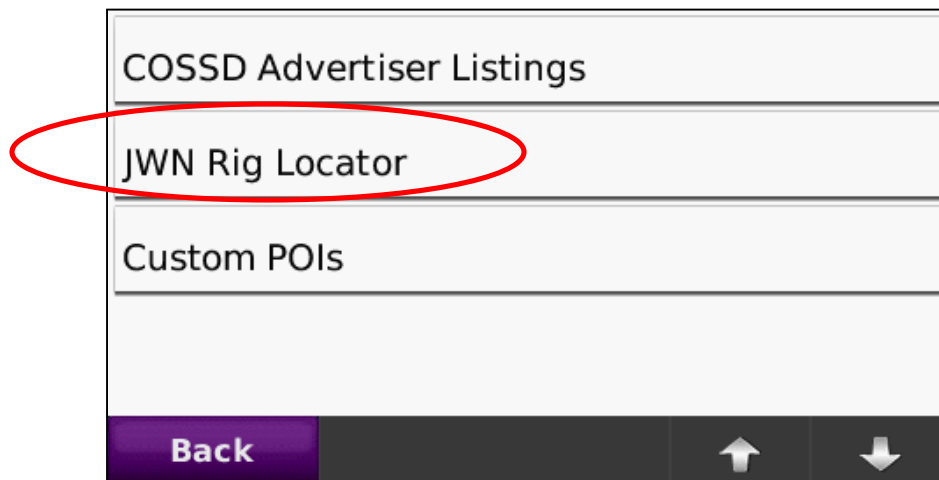 COSSD Advertiser Listings
JWN Rig Locator
Custom POIs
Back